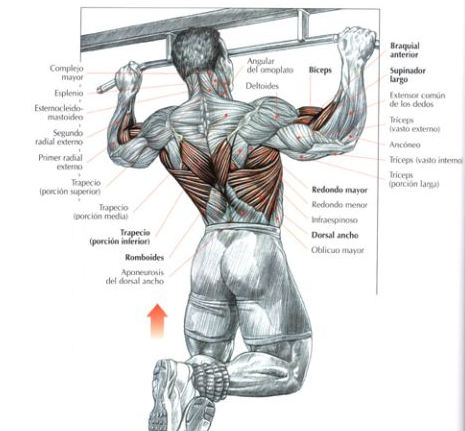 Complejo
mayor
Esplenio
Esternocleido-
mastoideo
Segundo
radial externo
Primer radial
externo
Trapecio
(porción superior)
Trapecio
(porción media)
Trapecio
(porción inferior)
Romboides
Aponeurosis
del dorsal ancho
Angular
del omoplato
Deltoides
Bíceps
Braquial
anterior
Supinador
largo
Extensor común
de los dedos
Tríceps
(vasto externo)
Ancóneo
Tríceps (vasto interno)
Tríceps
(porción larga)
Redondo mayor
Redondo menor
Infraespinoso
Dorsal ancho
Oblicuo mayor